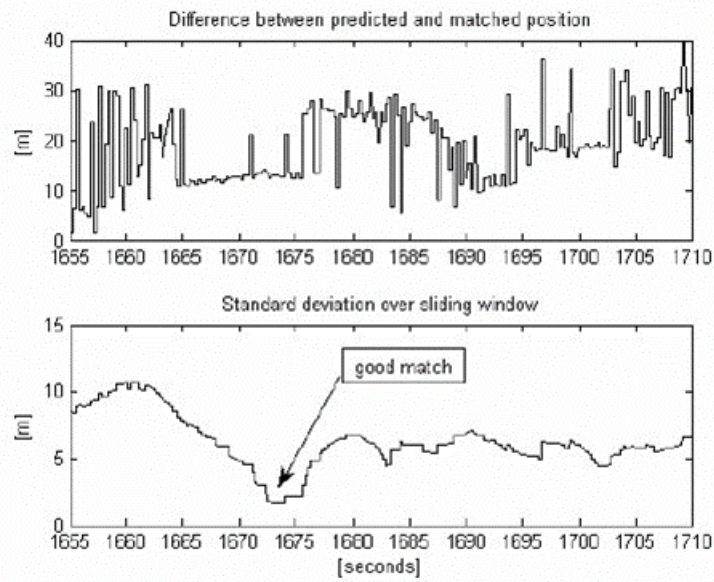 Difference between predicted and matched position
[m]
40
30
20
10
0
1655 1660 1665 1670 1675 1680 1685 1690 1695 1700 1705 1710
Standard deviation over sliding window
[m]
15
10
5
0
good match
1655 1660 1665 1670 1675 1680 1685 1690 1695 1700 1705 1710
[seconds]